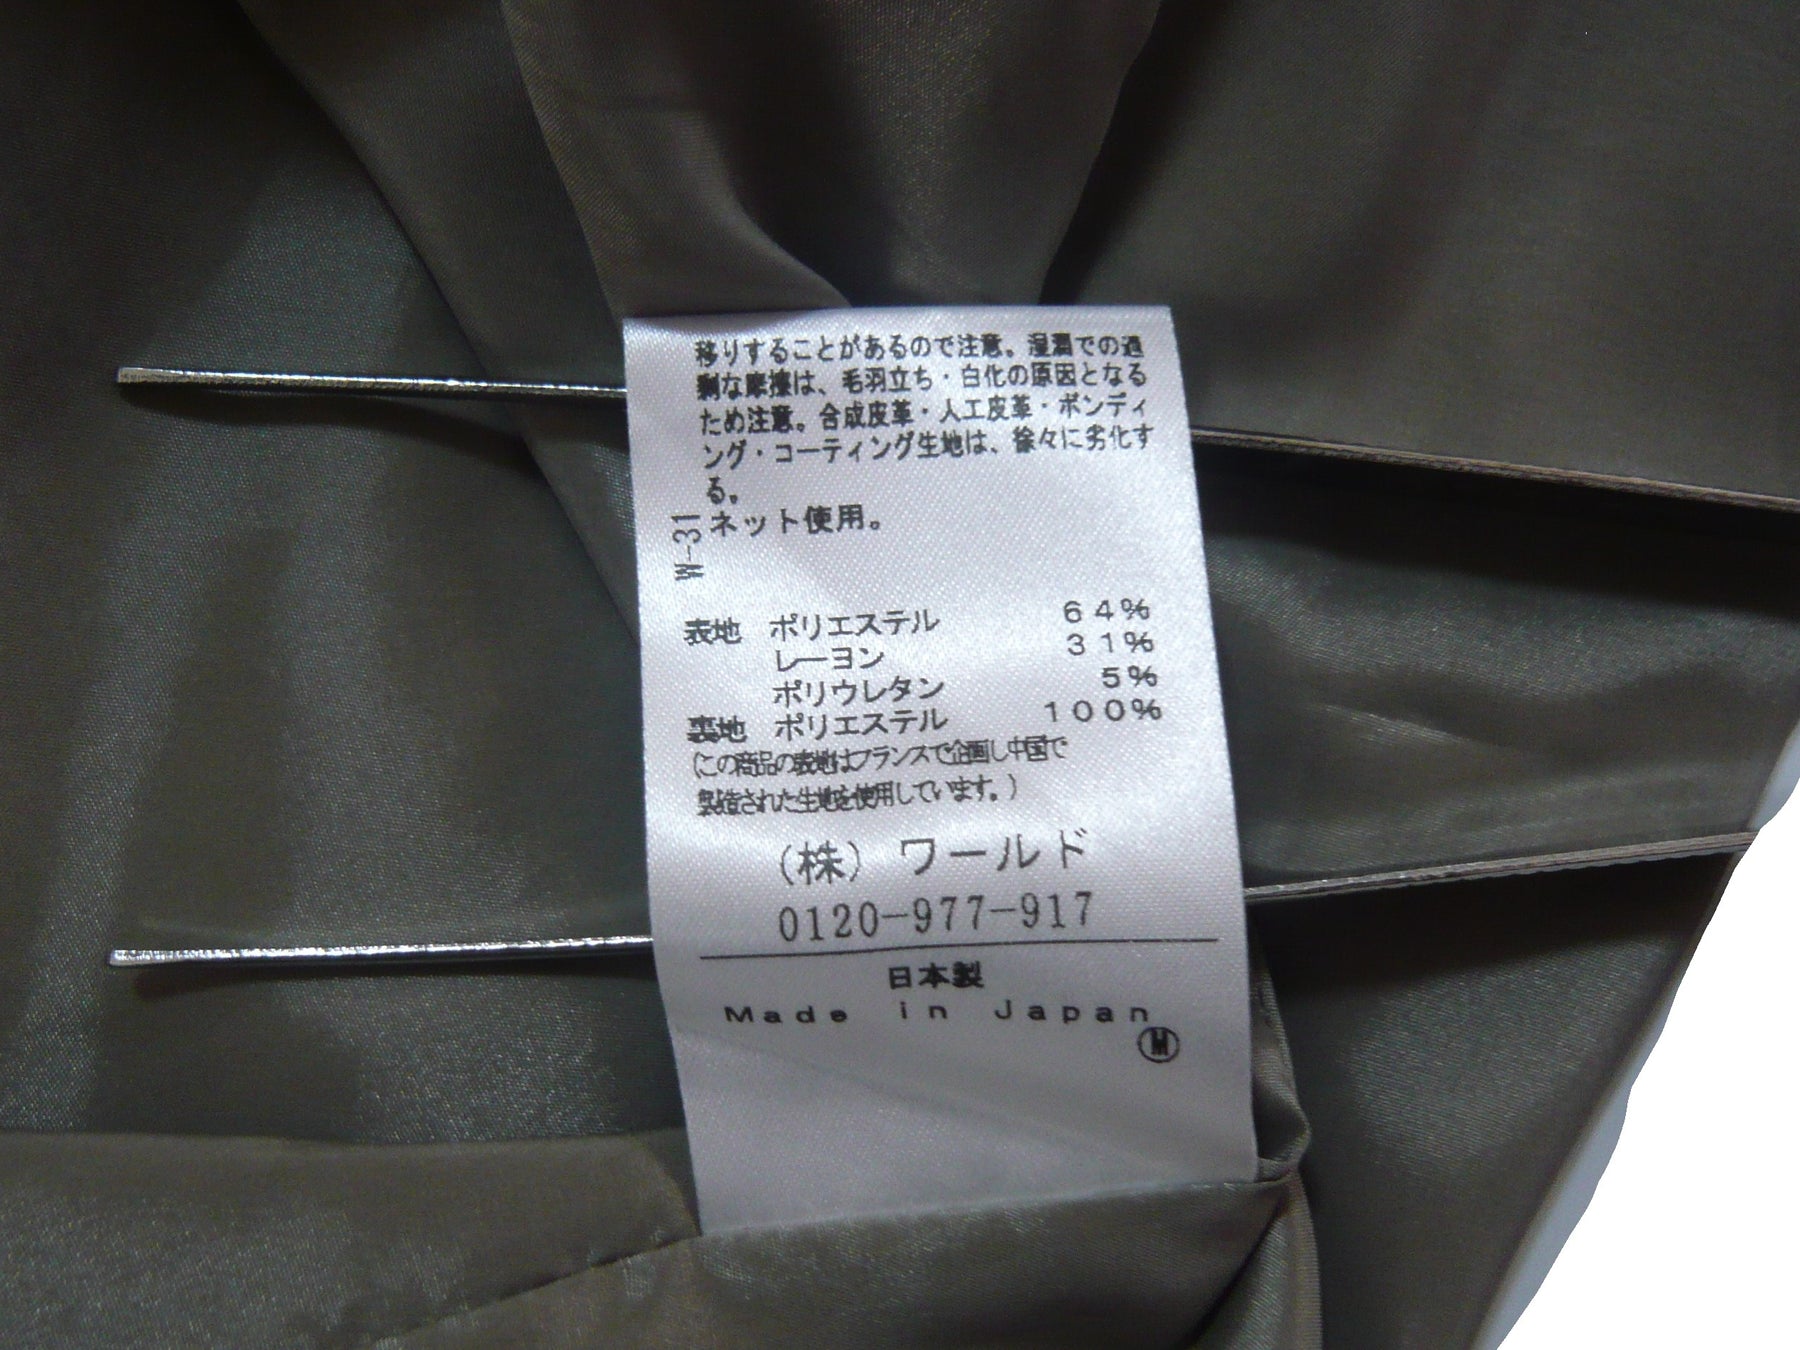 移りすることがあるので注意。湿潤での過
剰な摩擦は、毛羽立ち・白化の原因となる
ため注意。合成皮革・人工皮革・ボンディ
ング・コーティング生地は、徐々に劣化す
る。
ネット使用。
W-31
表地 ポリエステル 64%
レーヨン 31%
ポリウレタン 5%
裏地 ポリエステル 100%
(この商品の表地はフランスで企画し中国で
製造された生地を使用しています。)
(株) ワールド
0120-977-917
日本製
Made in Japan
M